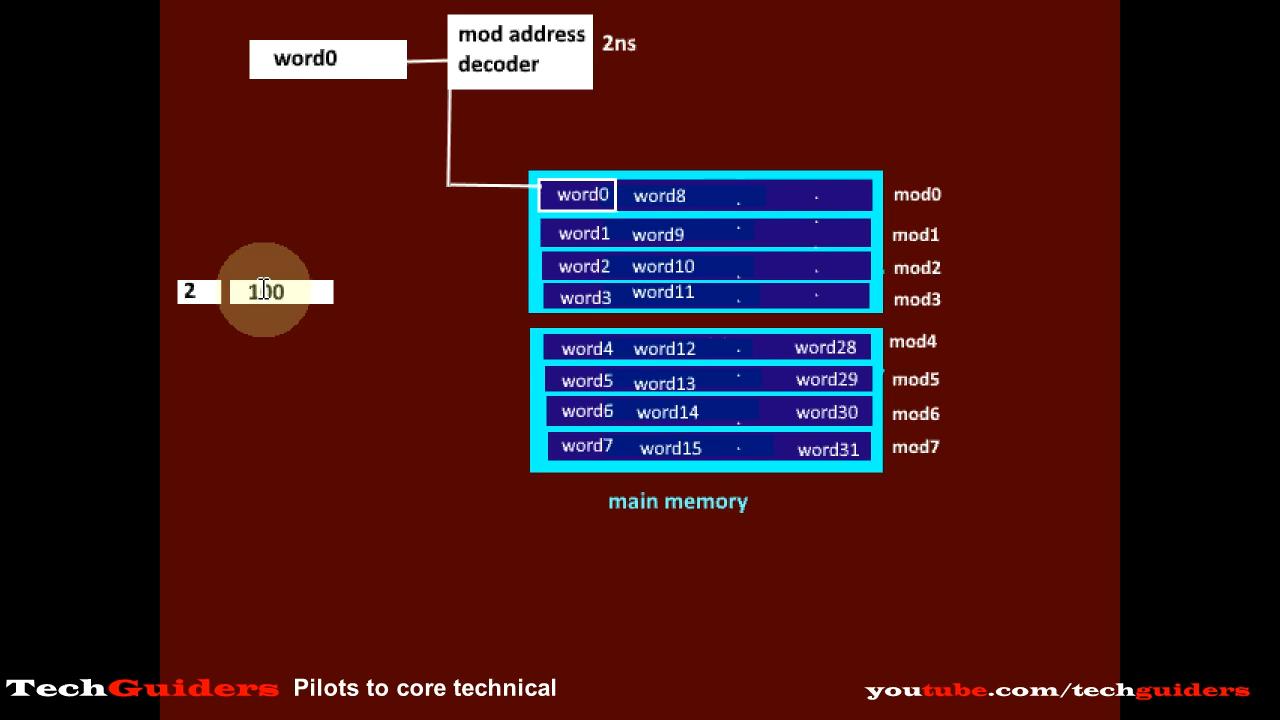 word0
mod address
decoder
2ns
word0 word8 . . mod0
word1 word9 . . mod1
word2 word10 . . mod2
word3 word11 . . mod3
word4 word12 . word28 mod4
word5 word13 . word29 mod5
word6 word14 . word30 mod6
word7 word15 . word31 mod7
2 100
main memory
TechGuiders Pilots to core technical
youtube.com/techguiders